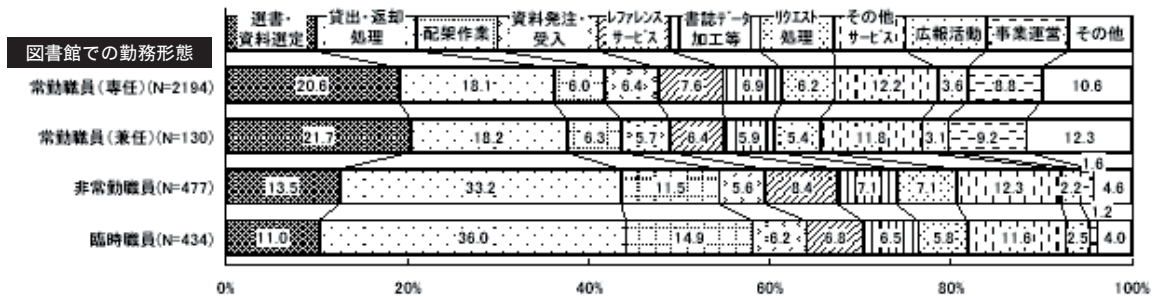 選書・資料選定 貸出・返却処理 配架作業 資料発注・受入 レファレンスサービス 書誌データ加工等 リクエスト処理 その他サービス 広報活動 事業運営 その他
図書館での勤務形態
常勤職員(専任)(N=2194) 20.6 18.1 6.0 6.4 7.6 6.9 6.2 12.2 3.6 8.8 10.6
常勤職員(兼任)(N=130) 21.7 18.2 6.3 5.7 6.4 5.9 5.4 11.8 3.1 9.2 12.3
1.6
非常勤職員(N=477) 13.5 33.2 11.5 5.6 8.4 7.1 7.1 12.3 2.2 4.6
1.2
臨時職員(N=434) 11.0 36.0 14.9 6.2 6.8 6.5 5.8 11.6 2.5 4.0
0% 20% 40% 60% 80% 100%